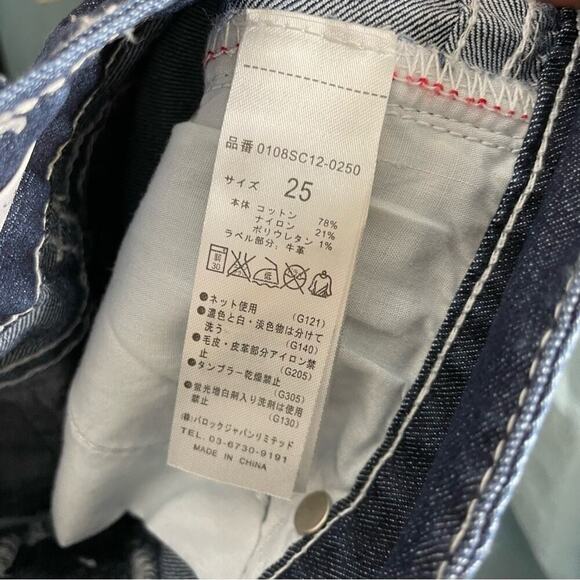 品番 0108SC12-0250
サイズ 25
本体 コットン 78%
ナイロン 21%
ポリウレタン 1%
ラベル部分：牛革
弱
30
低
●ネット使用 (G121)
●濃色と白・淡色物は分けて
洗う (G140)
●毛皮・皮革部分アイロン禁
止 (G205)
●タンブラー乾燥禁止
(G305)
●蛍光増白剤入り洗剤は使用
禁止 (G130)
㈱バロックジャパンリミテッド
TEL. 03-6730-9191
MADE IN CHINA